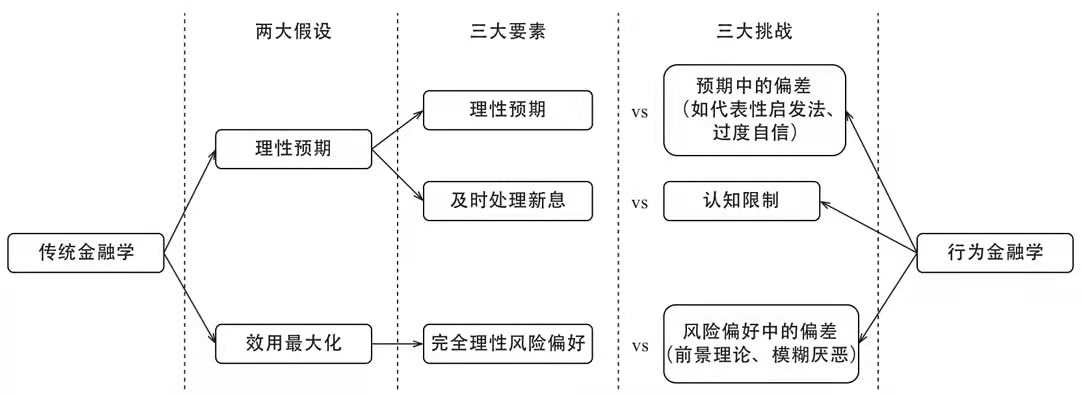 两大假设
三大要素
三大挑战
理性预期
vs
预期中的偏差
（如代表性启发法、
过度自信）
理性预期
及时处理新息
vs
认知限制
传统金融学
行为金融学
效用最大化
完全理性风险偏好
vs
风险偏好中的偏差
（前景理论、模糊厌恶）